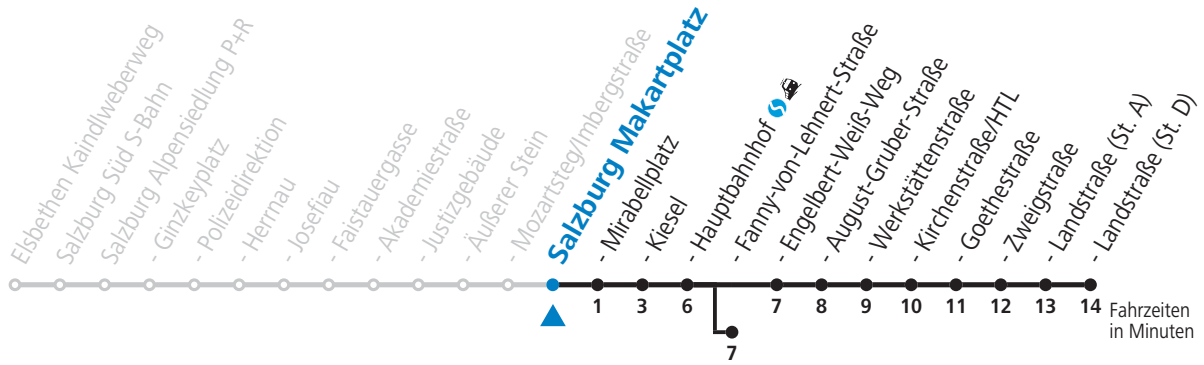 Elsbethen Kaindlweberweg
Salzburg Süd S-Bahn
Salzburg Alpensiedlung P+R
- Ginzkeyplatz
- Polizeidirektion
- Herrnau
- Josefiau
- Faistauergasse
- Akademiestraße
- Justizgebäude
- Äußerer Stein
- Mozartsteg/Imbergstraße
Salzburg Makartplatz
- Mirabellplatz
- Kiesel
- Hauptbahnhof
- Fanny-von-Lehnert-Straße
- Engelbert-Weiß-Weg
- August-Gruber-Straße
- Werkstättenstraße
- Kirchenstraße/HTL
- Goethestraße
- Zweigstraße
- Landstraße (St. A)
- Landstraße (St. D)
1 3 6 7 8 9 10 11 12 13 14 Fahrzeiten
in Minuten
7